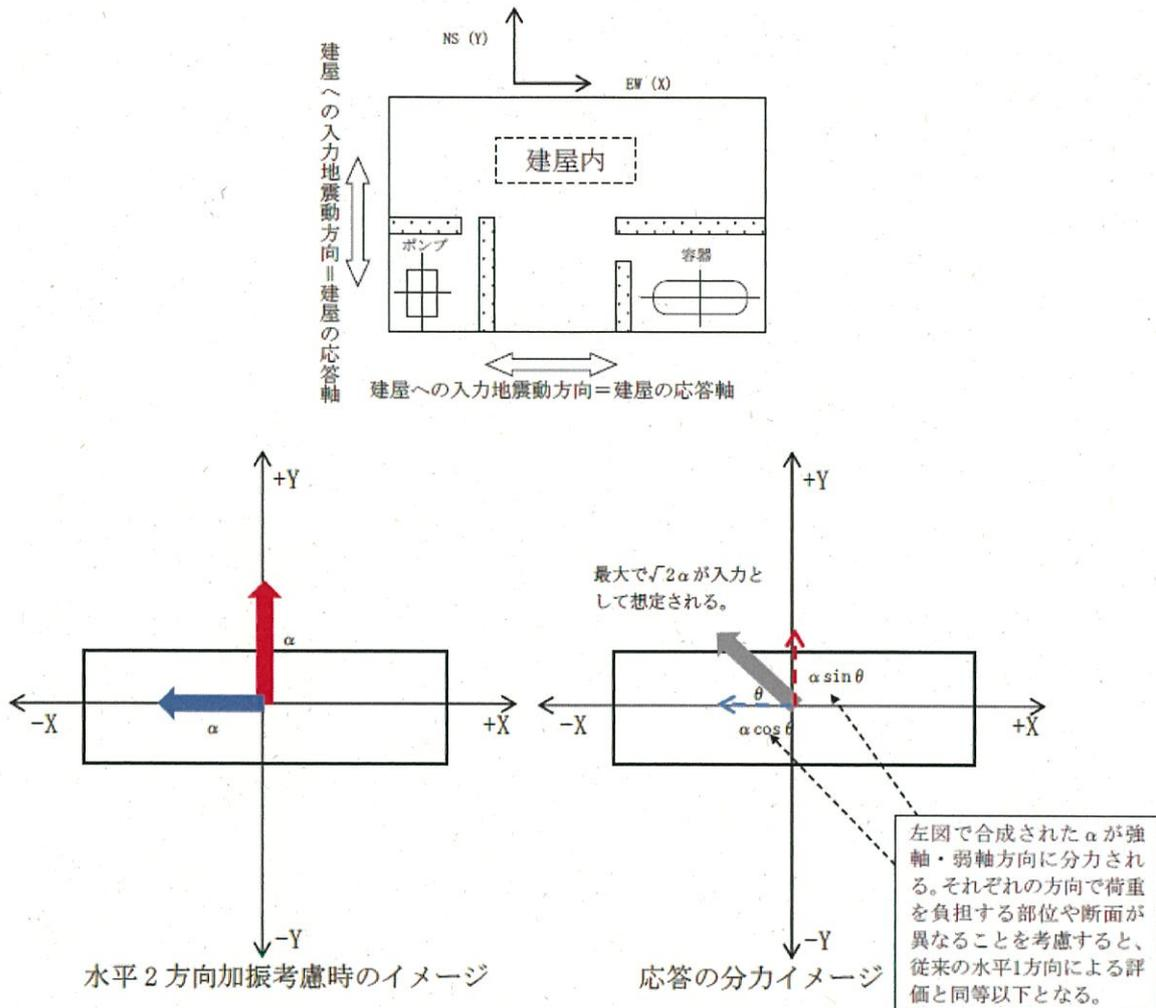 NS (Y)
EW (X)
建屋への入力地震動方向＝建屋の応答軸
建屋内
ポンプ
容器
建屋への入力地震動方向＝建屋の応答軸
+Y
α
-X
α
+X
-Y
水平2方向加振考慮時のイメージ
+Y
最大で√2αが入力と
して想定される。
α sin θ
θ
-X
α cos θ
+X
-Y
応答の分力イメージ
左図で合成されたαが強
軸・弱軸方向に分力され
る。それぞれの方向で荷重
を負担する部位や断面が
異なることを考慮すると、
従来の水平1方向による評
価と同等以下となる。